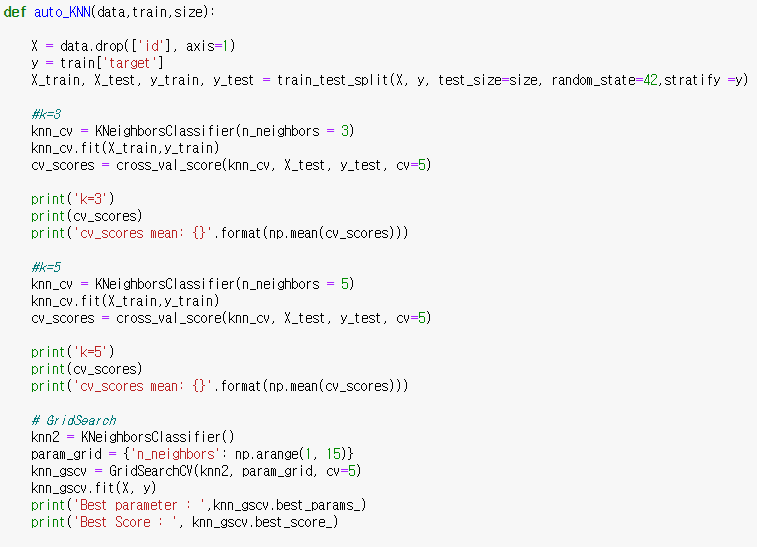 def auto_KNN(data,train,size):
X = data.drop(['id'], axis=1)
y = train['target']
X_train, X_test, y_train, y_test = train_test_split(X, y, test_size=size, random_state=42,stratify =y)
#k=3
knn_cv = KNeighborsClassifier(n_neighbors = 3)
knn_cv.fit(X_train,y_train)
cv_scores = cross_val_score(knn_cv, X_test, y_test, cv=5)
print('k=3')
print(cv_scores)
print('cv_scores mean: {}'.format(np.mean(cv_scores)))
#k=5
knn_cv = KNeighborsClassifier(n_neighbors = 5)
knn_cv.fit(X_train,y_train)
cv_scores = cross_val_score(knn_cv, X_test, y_test, cv=5)
print('k=5')
print(cv_scores)
print('cv_scores mean: {}'.format(np.mean(cv_scores)))
# GridSearch
knn2 = KNeighborsClassifier()
param_grid = {'n_neighbors': np.arange(1, 15)}
knn_gscv = GridSearchCV(knn2, param_grid, cv=5)
knn_gscv.fit(X, y)
print('Best parameter : ',knn_gscv.best_params_)
print('Best Score : ', knn_gscv.best_score_)